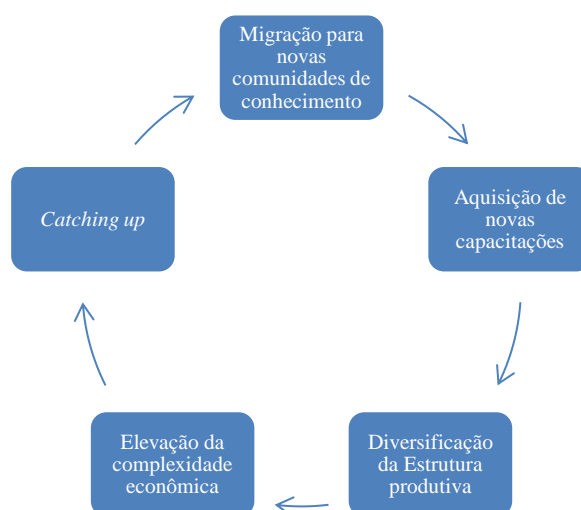 Migração para
novas
comunidades de
conhecimento
Aquisição de
novas
capacitações
Diversificação
da Estrutura
produtiva
Elevação da
complexidade
econômica
Catching up